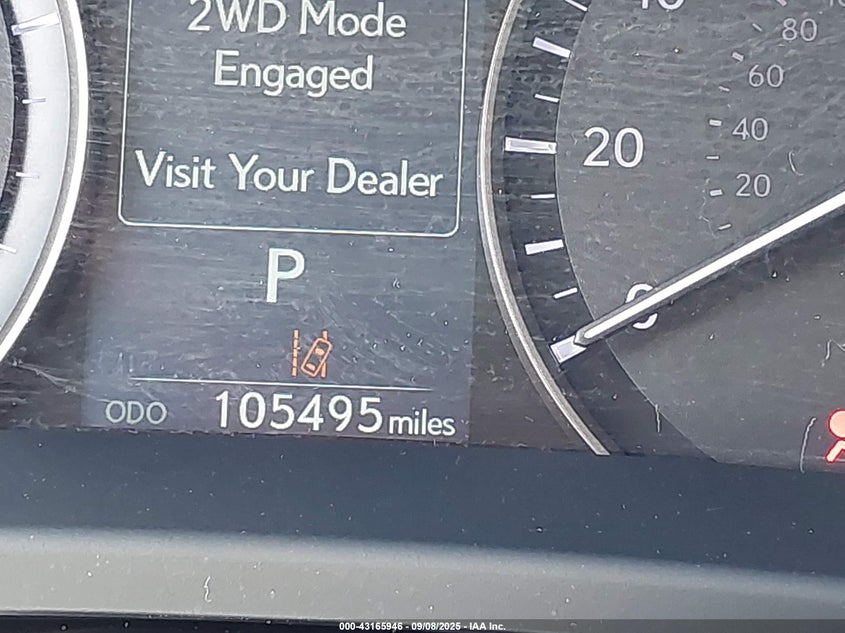 2WD Mode
Engaged
Visit Your Dealer
P
ODO 105495 miles
20
0
80
60
40
20
000-43165946 - 09/08/2025 - IAA Inc.